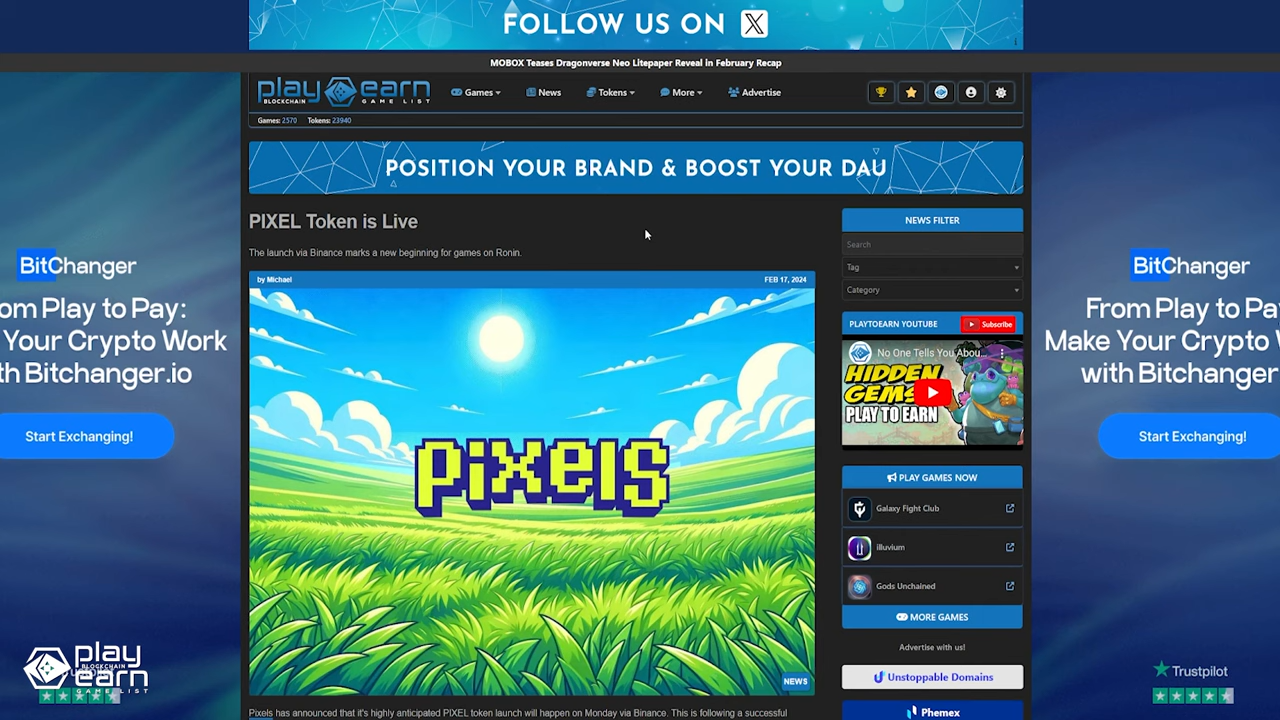 FOLLOW US ON X
MOBOX Teases Dragonverse Neo Litepaper Reveal in February Recap
play earn
BLOCKCHAIN GAME LIST
Games
News
Tokens
More
Advertise
Games: 2570 Tokens: 23940
POSITION YOUR BRAND & BOOST YOUR DAU
PIXEL Token is Live
The launch via Binance marks a new beginning for games on Ronin.
by Michael
FEB 17, 2024
pixels
NEWS
Pixels has announced that it's highly anticipated PIXEL token launch will happen on Monday via Binance. This is following a successful
NEWS FILTER
Search
Tag
Category
PLAYTOEARN YOUTUBE
Subscribe
No One Tells You Abou...
HIDDEN
GEMS
PLAY TO EARN
PLAY GAMES NOW
Galaxy Fight Club
illuvium
Gods Unchained
MORE GAMES
Advertise with us!
Unstoppable Domains
Phemex
BitChanger
om Play to Pay:
Your Crypto Work
th Bitchanger.io
Start Exchanging!
play
BLOCKCHAIN
earn
GAME LIST
BitChanger
From Play to Pay
Make Your Crypto W
with Bitchanger
Start Exchanging!
Trustpilot